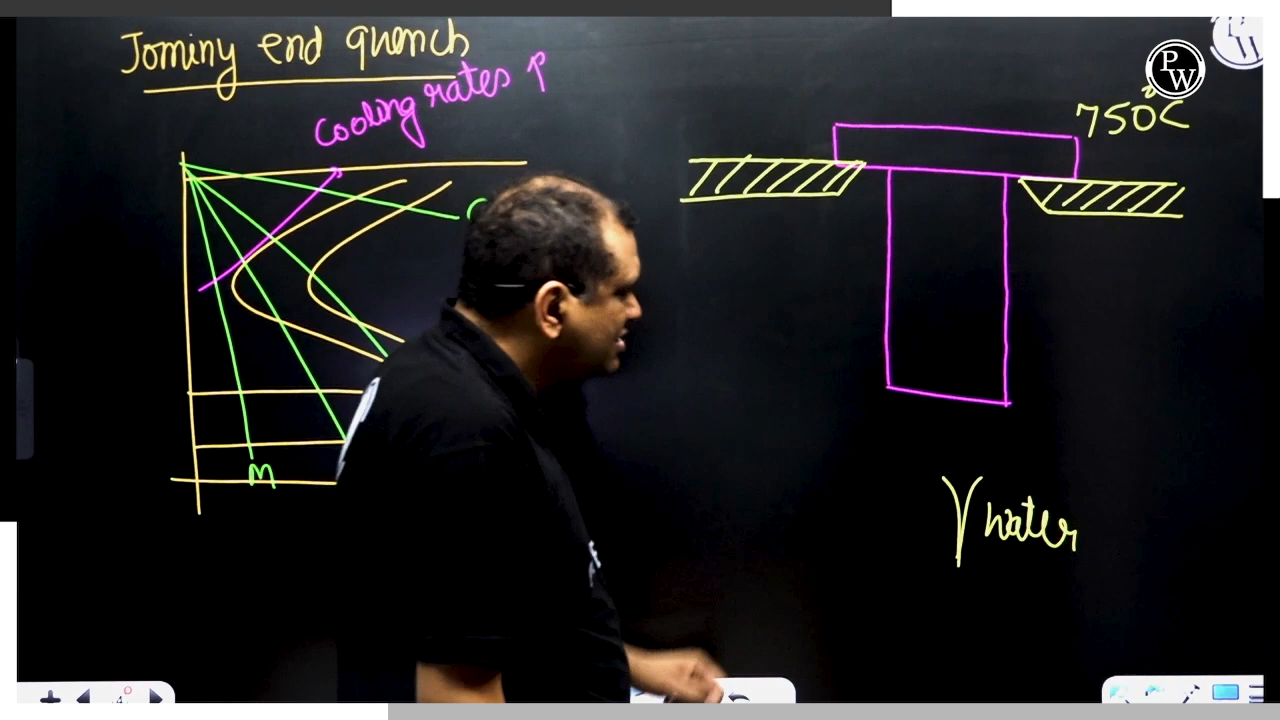 Jominy end quench
cooling rates ↑
PW
750°C
M
γ water